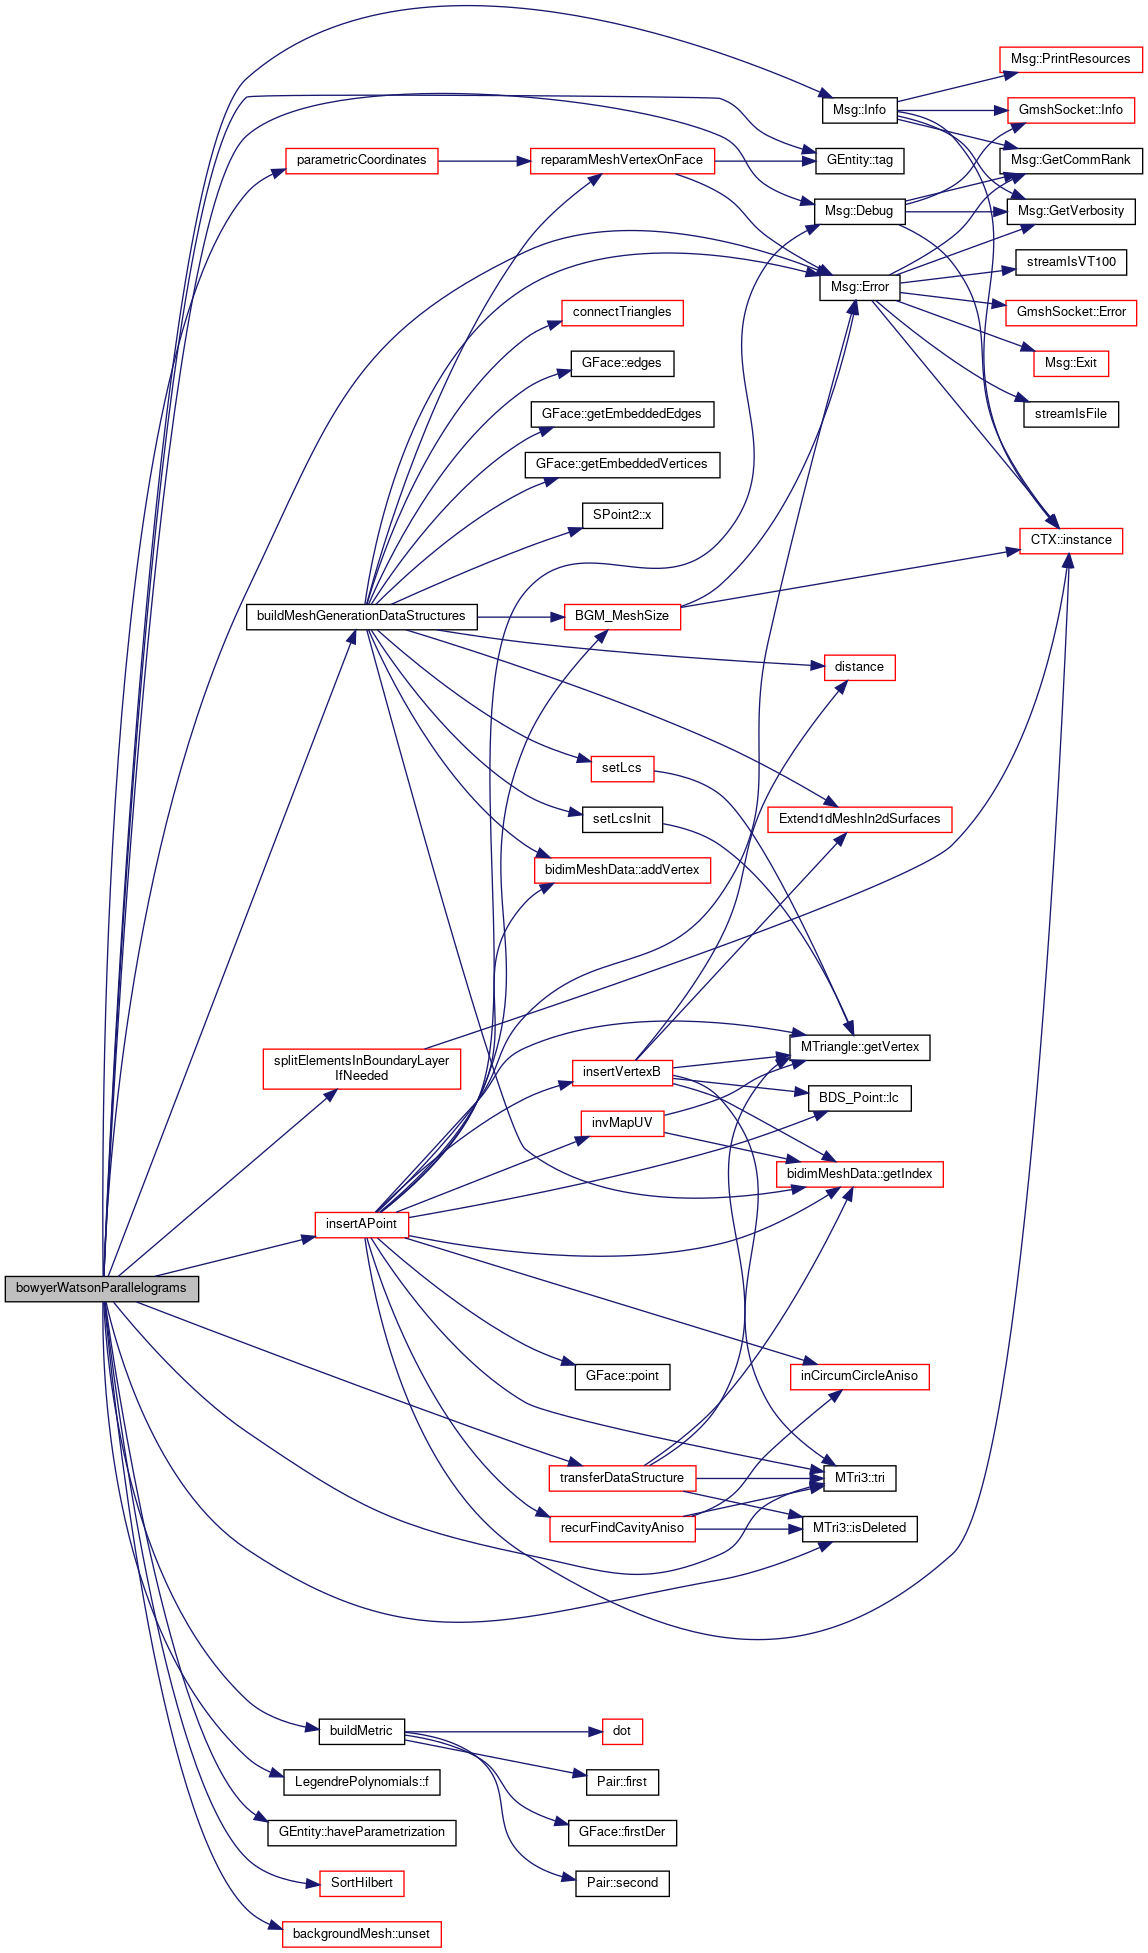 Msg::PrintResources
Msg::Info
GmshSocket::Info
parametricCoordinates
reparamMeshVertexOnFace
GEntity::tag
Msg::GetCommRank
Msg::Debug
Msg::GetVerbosity
streamIsVT100
Msg::Error
connectTriangles
GmshSocket::Error
GFace::edges
Msg::Exit
GFace::getEmbeddedEdges
streamIsFile
GFace::getEmbeddedVertices
SPoint2::x
CTX::instance
buildMeshGenerationDataStructures
BGM_MeshSize
distance
setLcs
setLcsInit
Extend1dMeshIn2dSurfaces
bidimMeshData::addVertex
MTriangle::getVertex
splitElementsInBoundaryLayer
IfNeeded
insertVertexB
BDS_Point::lc
invMapUV
bidimMeshData::getIndex
insertAPoint
bowyerWatsonParallelograms
GFace::point
inCircumCircleAniso
transferDataStructure
MTri3::tri
recurFindCavityAniso
MTri3::isDeleted
buildMetric
dot
LegendrePolynomials::f
Pair::first
GEntity::haveParametrization
GFace::firstDer
SortHilbert
Pair::second
backgroundMesh::unset